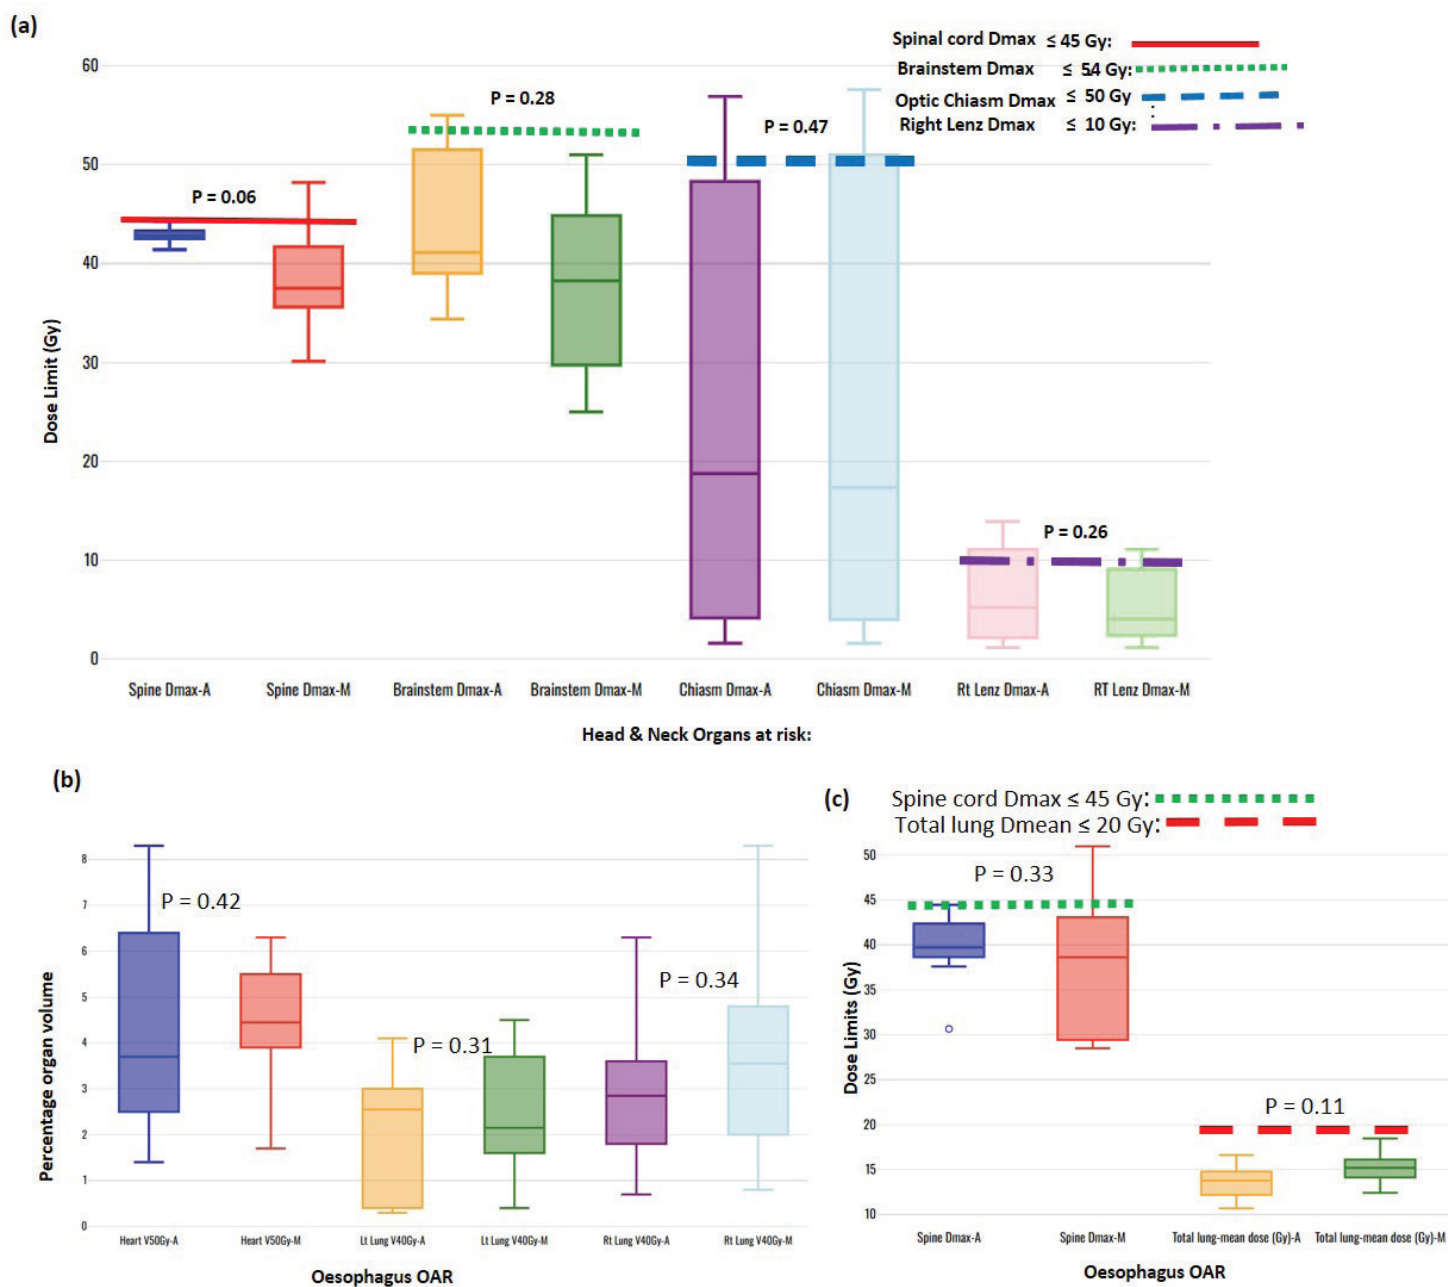 (a)
Spinal cord Dmax ≤ 45 Gy:
Brainstem Dmax ≤ 54 Gy:
Optic Chiasm Dmax ≤ 50 Gy :
Right Lenz Dmax ≤ 10 Gy:
60
50
40
30
20
10
0
Dose Limit (Gy)
P = 0.06
P = 0.28
P = 0.47
P = 0.26
Spine Dmax-A Spine Dmax-M Brainstem Dmax-A Brainstem Dmax-M Chiasm Dmax-A Chiasm Dmax-M Rt Lenz Dmax-A RT Lenz Dmax-M
Head & Neck Organs at risk:
(b)
8
7
6
5
4
3
2
1
0
Percentage organ volume
P = 0.42
P = 0.31
P = 0.34
Heart V50Gy-A Heart V50Gy-M Lt Lung V40Gy-A Lt Lung V40Gy-M Rt Lung V40Gy-A Rt Lung V40Gy-M
Oesophagus OAR
(c)
Spine cord Dmax ≤ 45 Gy:
Total lung Dmean ≤ 20 Gy:
50
45
40
35
30
25
20
15
10
Dose Limits (Gy)
P = 0.33
P = 0.11
Spine Dmax-A Spine Dmax-M Total lung-mean dose (Gy)-A Total lung-mean dose (Gy)-M
Oesophagus OAR